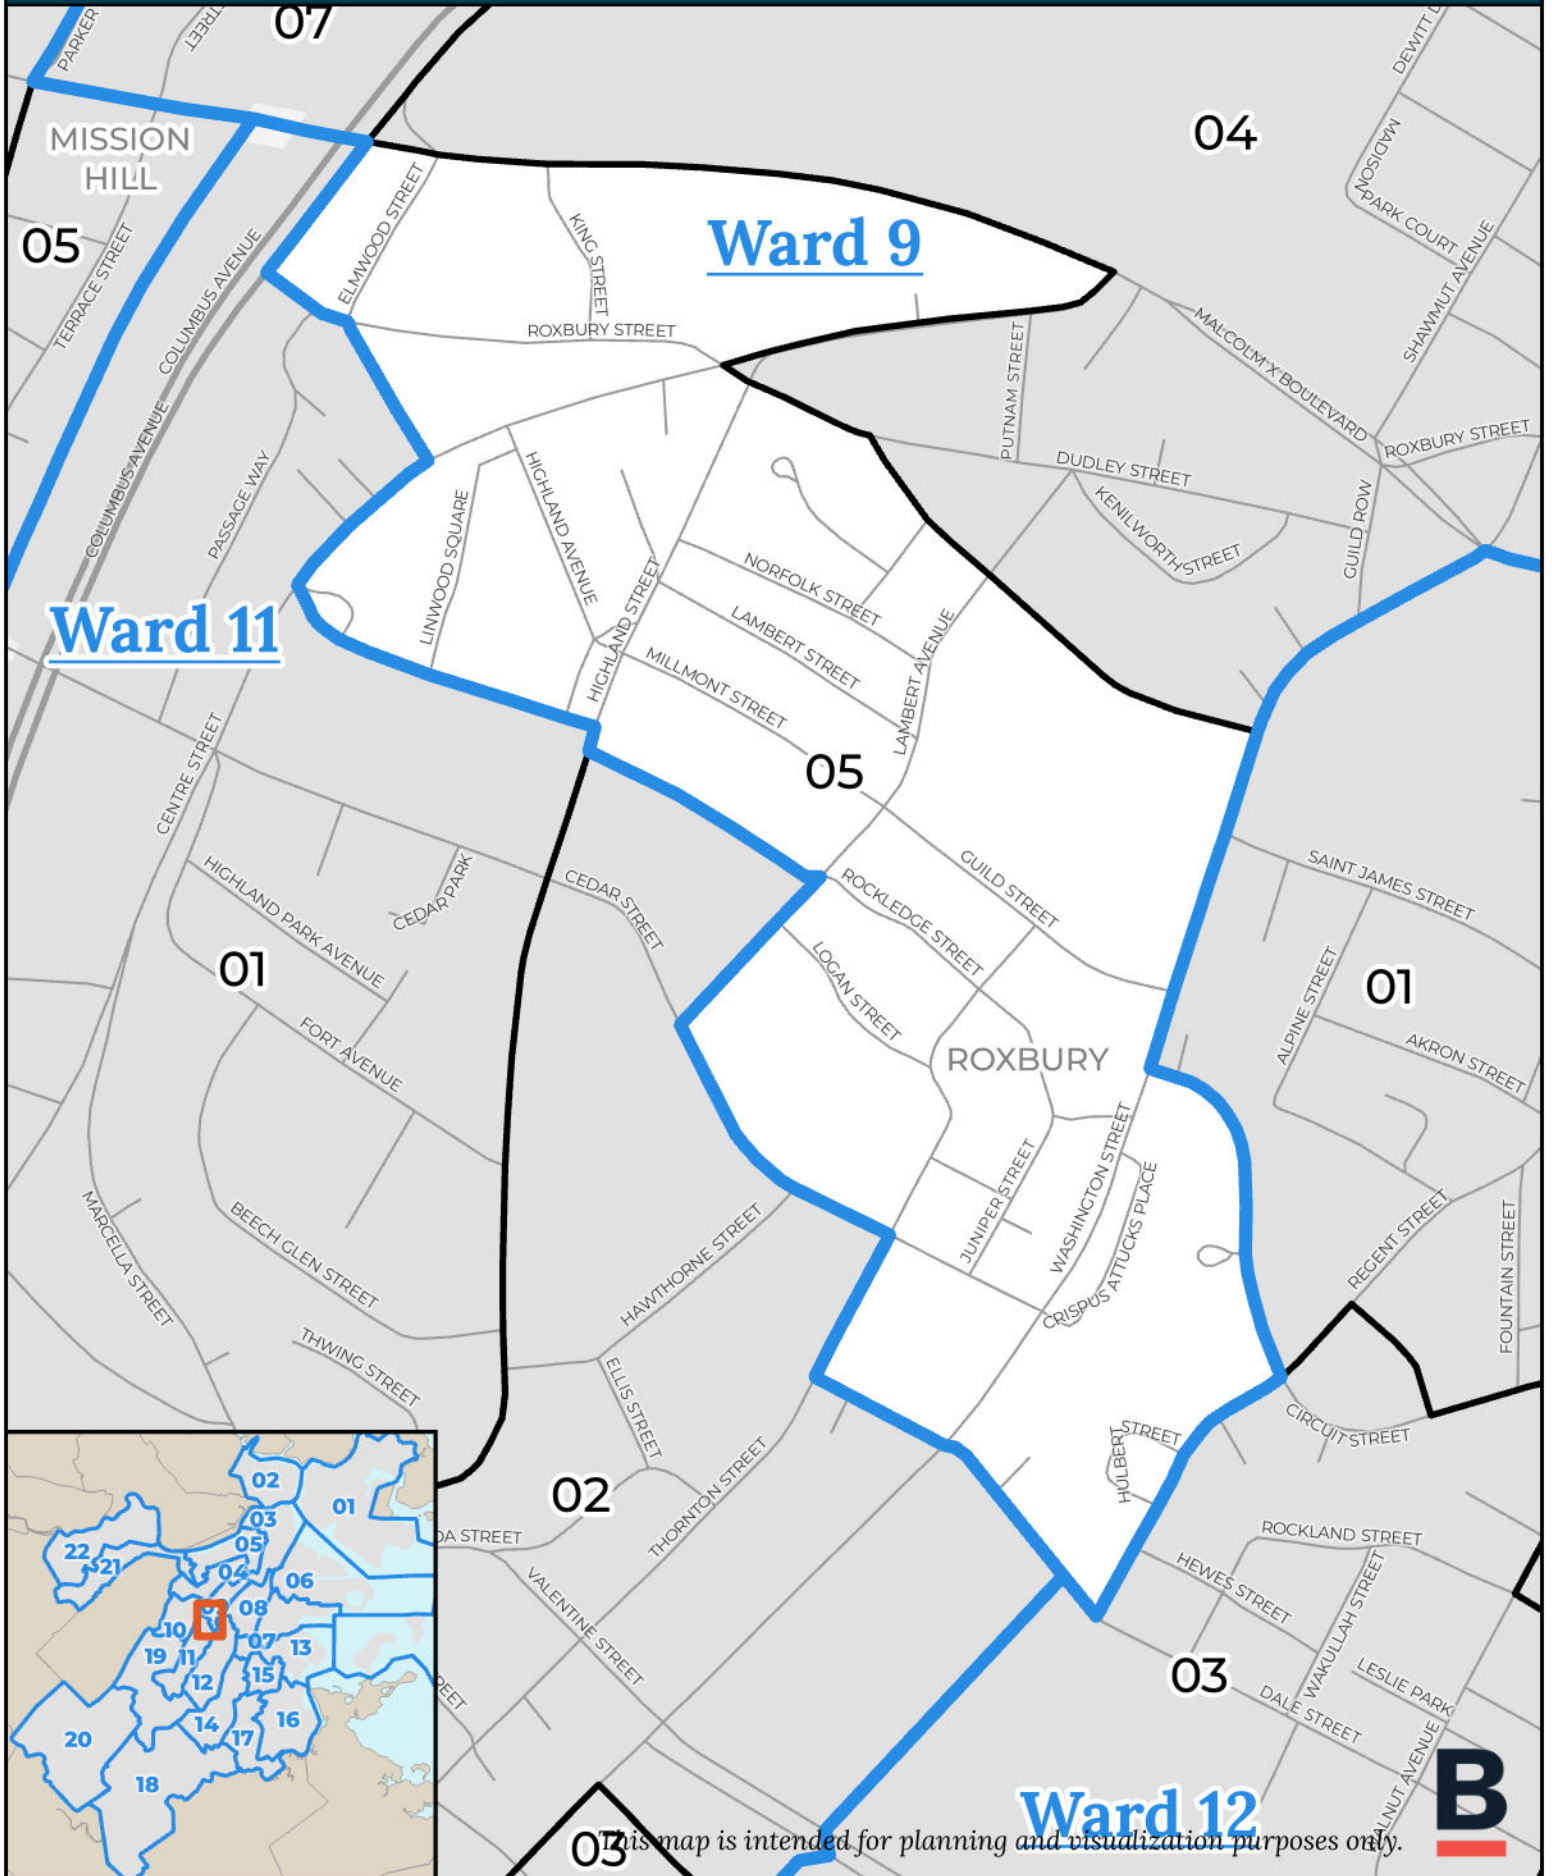 07
PARKER
STREET
04
DEWITT
MISSION
HILL
MADISON
PARK COURT
05
Ward 9
ELMWOOD STREET
KING STREET
TERRACE STREET
COLUMBUS AVENUE
SHAWMUT AVENUE
ROXBURY STREET
MALCOLM X BOULEVARD
PUTNAM STREET
ROXBURY STREET
COLUMBUS AVENUE
PASSAGE WAY
HIGHLAND AVENUE
LINWOOD SQUARE
DUDLEY STREET
KENILWORTH STREET
GUILD ROW
NORFOLK STREET
LAMBERT STREET
HIGHLAND STREET
MILLMONT STREET
LAMBERT AVENUE
Ward 11
05
CENTRE STREET
HIGHLAND PARK AVENUE
CEDAR PARK
CEDAR STREET
GUILD STREET
ROCKLEDGE STREET
SAINT JAMES STREET
01
LOGAN STREET
01
ALPINE STREET
AKRON STREET
FORT AVENUE
ROXBURY
JUNIPER STREET
WASHINGTON STREET
CRISPUS ATTUCKS PLACE
MARCELLA STREET
BEECH GLEN STREET
HAWTHORNE STREET
REGENT STREET
FOUNTAIN STREET
THWING STREET
ELLIS STREET
CIRCUIT STREET
HULBERT STREET
02
THORNTON STREET
DA STREET
ROCKLAND STREET
HEWES STREET
VALENTINE STREET
WAKULLAH STREET
03
LESLIE PARK
DALE STREET
REET
ALNUT AVENUE
02
01
03
05
22
21
04
06
08
10
07
13
19
11
12
15
14
16
17
20
18
Ward 12
B
03
This map is intended for planning and visualization purposes only.